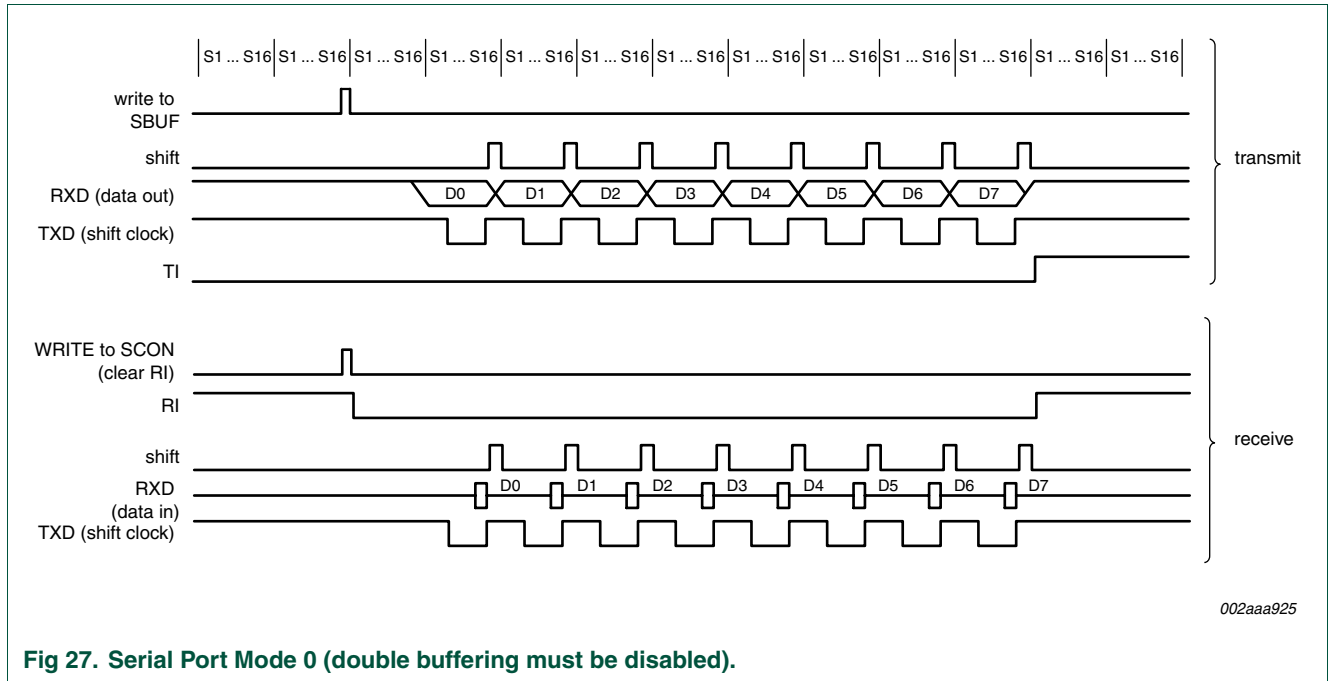 S1 ... S16 S1 ... S16 S1 ... S16 S1 ... S16 S1 ... S16 S1 ... S16 S1 ... S16 S1 ... S16 S1 ... S16 S1 ... S16 S1 ... S16 S1 ... S16 S1 ... S16
write to
SBUF
shift
RXD (data out)
D0 D1 D2 D3 D4 D5 D6 D7
TXD (shift clock)
TI
transmit
WRITE to SCON
(clear RI)
RI
shift
RXD
(data in)
D0 D1 D2 D3 D4 D5 D6 D7
TXD (shift clock)
receive
002aaa925
Fig 27. Serial Port Mode 0 (double buffering must be disabled).